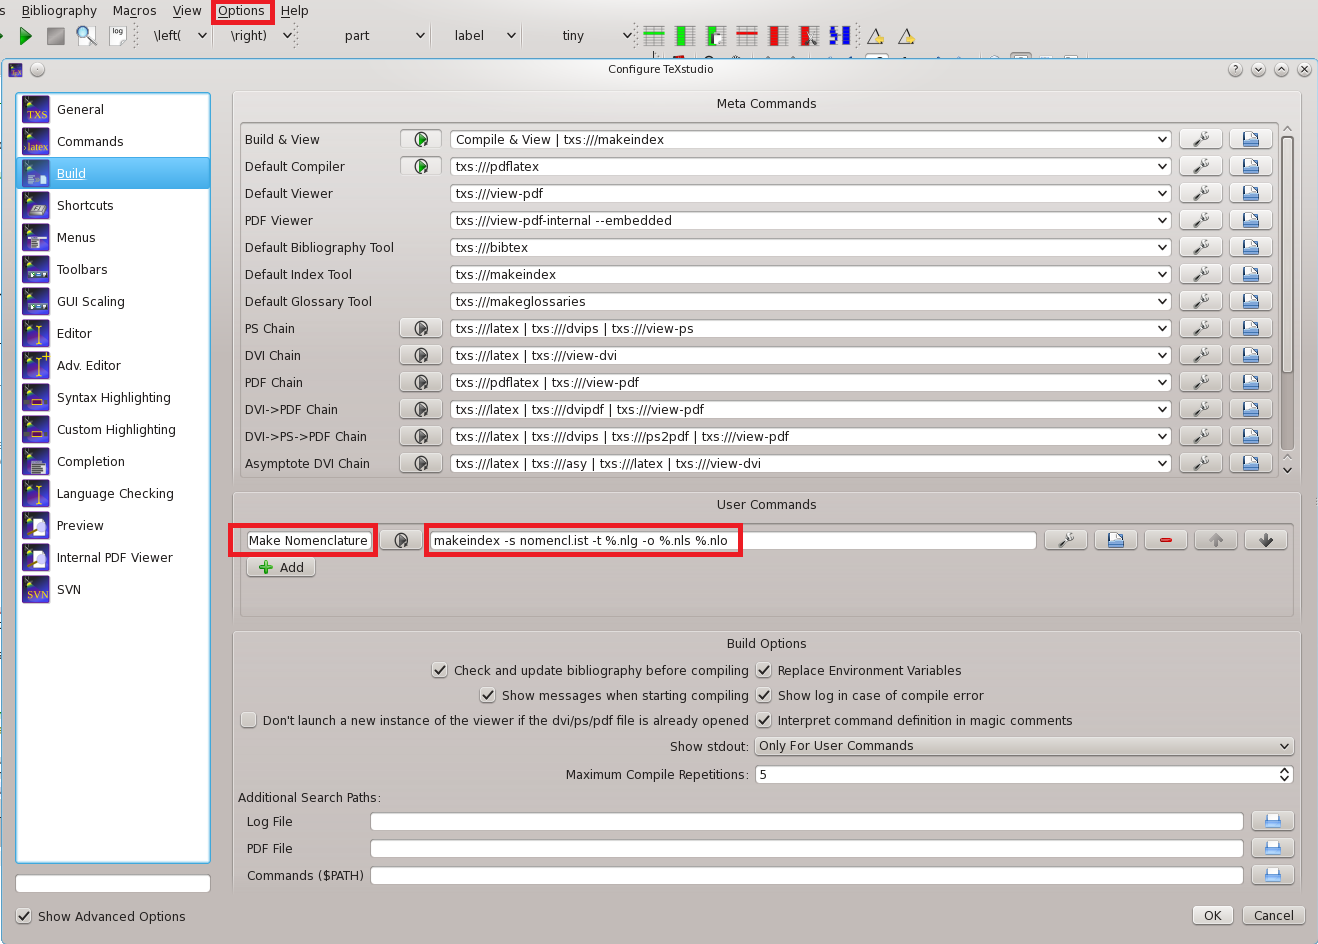 s Bibliography Macros View Options Help
log \left( \right) part label tiny
Configure TeXstudio
General
Commands
Build
Shortcuts
Menus
Toolbars
GUI Scaling
Editor
Adv. Editor
Syntax Highlighting
Custom Highlighting
Completion
Language Checking
Preview
Internal PDF Viewer
SVN
Show Advanced Options
Meta Commands
Build & View Compile & View | txs:///makeindex
Default Compiler txs:///pdflatex
Default Viewer txs:///view-pdf
PDF Viewer txs:///view-pdf-internal --embedded
Default Bibliography Tool txs:///bibtex
Default Index Tool txs:///makeindex
Default Glossary Tool txs:///makeglossaries
PS Chain txs:///latex | txs:///dvips | txs:///view-ps
DVI Chain txs:///latex | txs:///view-dvi
PDF Chain txs:///pdflatex | txs:///view-pdf
DVI->PDF Chain txs:///latex | txs:///dvipdf | txs:///view-pdf
DVI->PS->PDF Chain txs:///latex | txs:///dvips | txs:///ps2pdf | txs:///view-pdf
Asymptote DVI Chain txs:///latex | txs:///asy | txs:///latex | txs:///view-dvi
User Commands
Make Nomenclature makeindex -s nomencl.ist -t %.nlg -o %.nls %.nlo
Add
Build Options
Check and update bibliography before compiling Replace Environment Variables
Show messages when starting compiling Show log in case of compile error
Don't launch a new instance of the viewer if the dvi/ps/pdf file is already opened Interpret command definition in magic comments
Show stdout: Only For User Commands
Maximum Compile Repetitions: 5
Additional Search Paths:
Log File
PDF File
Commands ($PATH)
OK Cancel